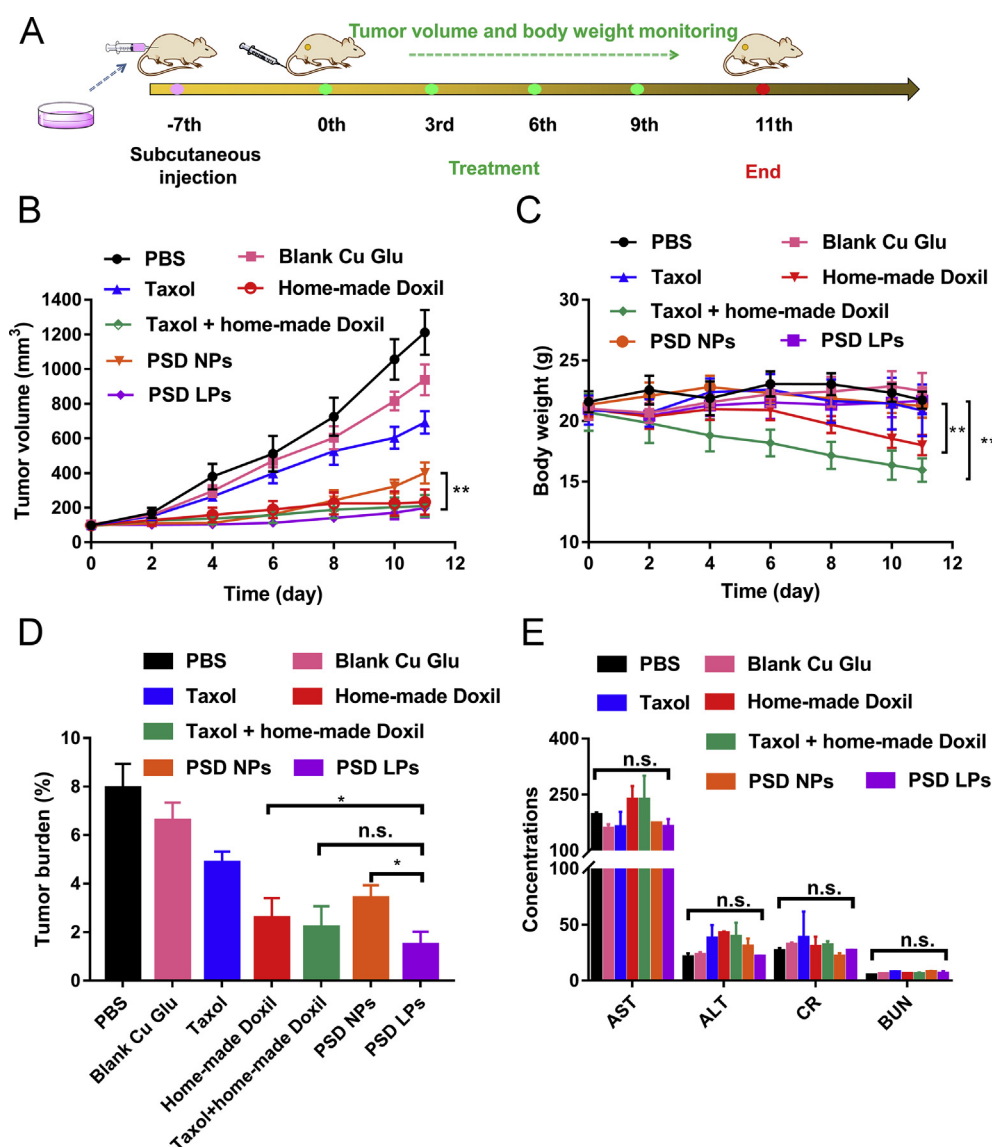 A
Tumor volume and body weight monitoring
-7th 0th 3rd 6th 9th 11th
Subcutaneous
injection
Treatment
End
B
PBS
Blank Cu Glu
Taxol
Home-made Doxil
Taxol + home-made Doxil
PSD NPs
PSD LPs
Tumor volume (mm³)
1400
1200
1000
800
600
400
200
0
**
0 2 4 6 8 10 12
Time (day)
C
PBS
Blank Cu Glu
Taxol
Home-made Doxil
Taxol + home-made Doxil
PSD NPs
PSD LPs
Body weight (g)
30
25
20
15
10
**
**
0 2 4 6 8 10 12
Time (day)
D
PBS
Blank Cu Glu
Taxol
Home-made Doxil
Taxol + home-made Doxil
PSD NPs
PSD LPs
Tumor burden (%)
10
8
6
4
2
0
*
n.s.
*
PBS
Blank Cu Glu
Taxol
Home-made Doxil
Taxol+home-made Doxil
PSD NPs
PSD LPs
E
PBS
Blank Cu Glu
Taxol
Home-made Doxil
Taxol + home-made Doxil
PSD NPs
PSD LPs
Concentrations
400
250
100
100
50
0
n.s.
n.s.
n.s.
n.s.
AST
ALT
CR
BUN